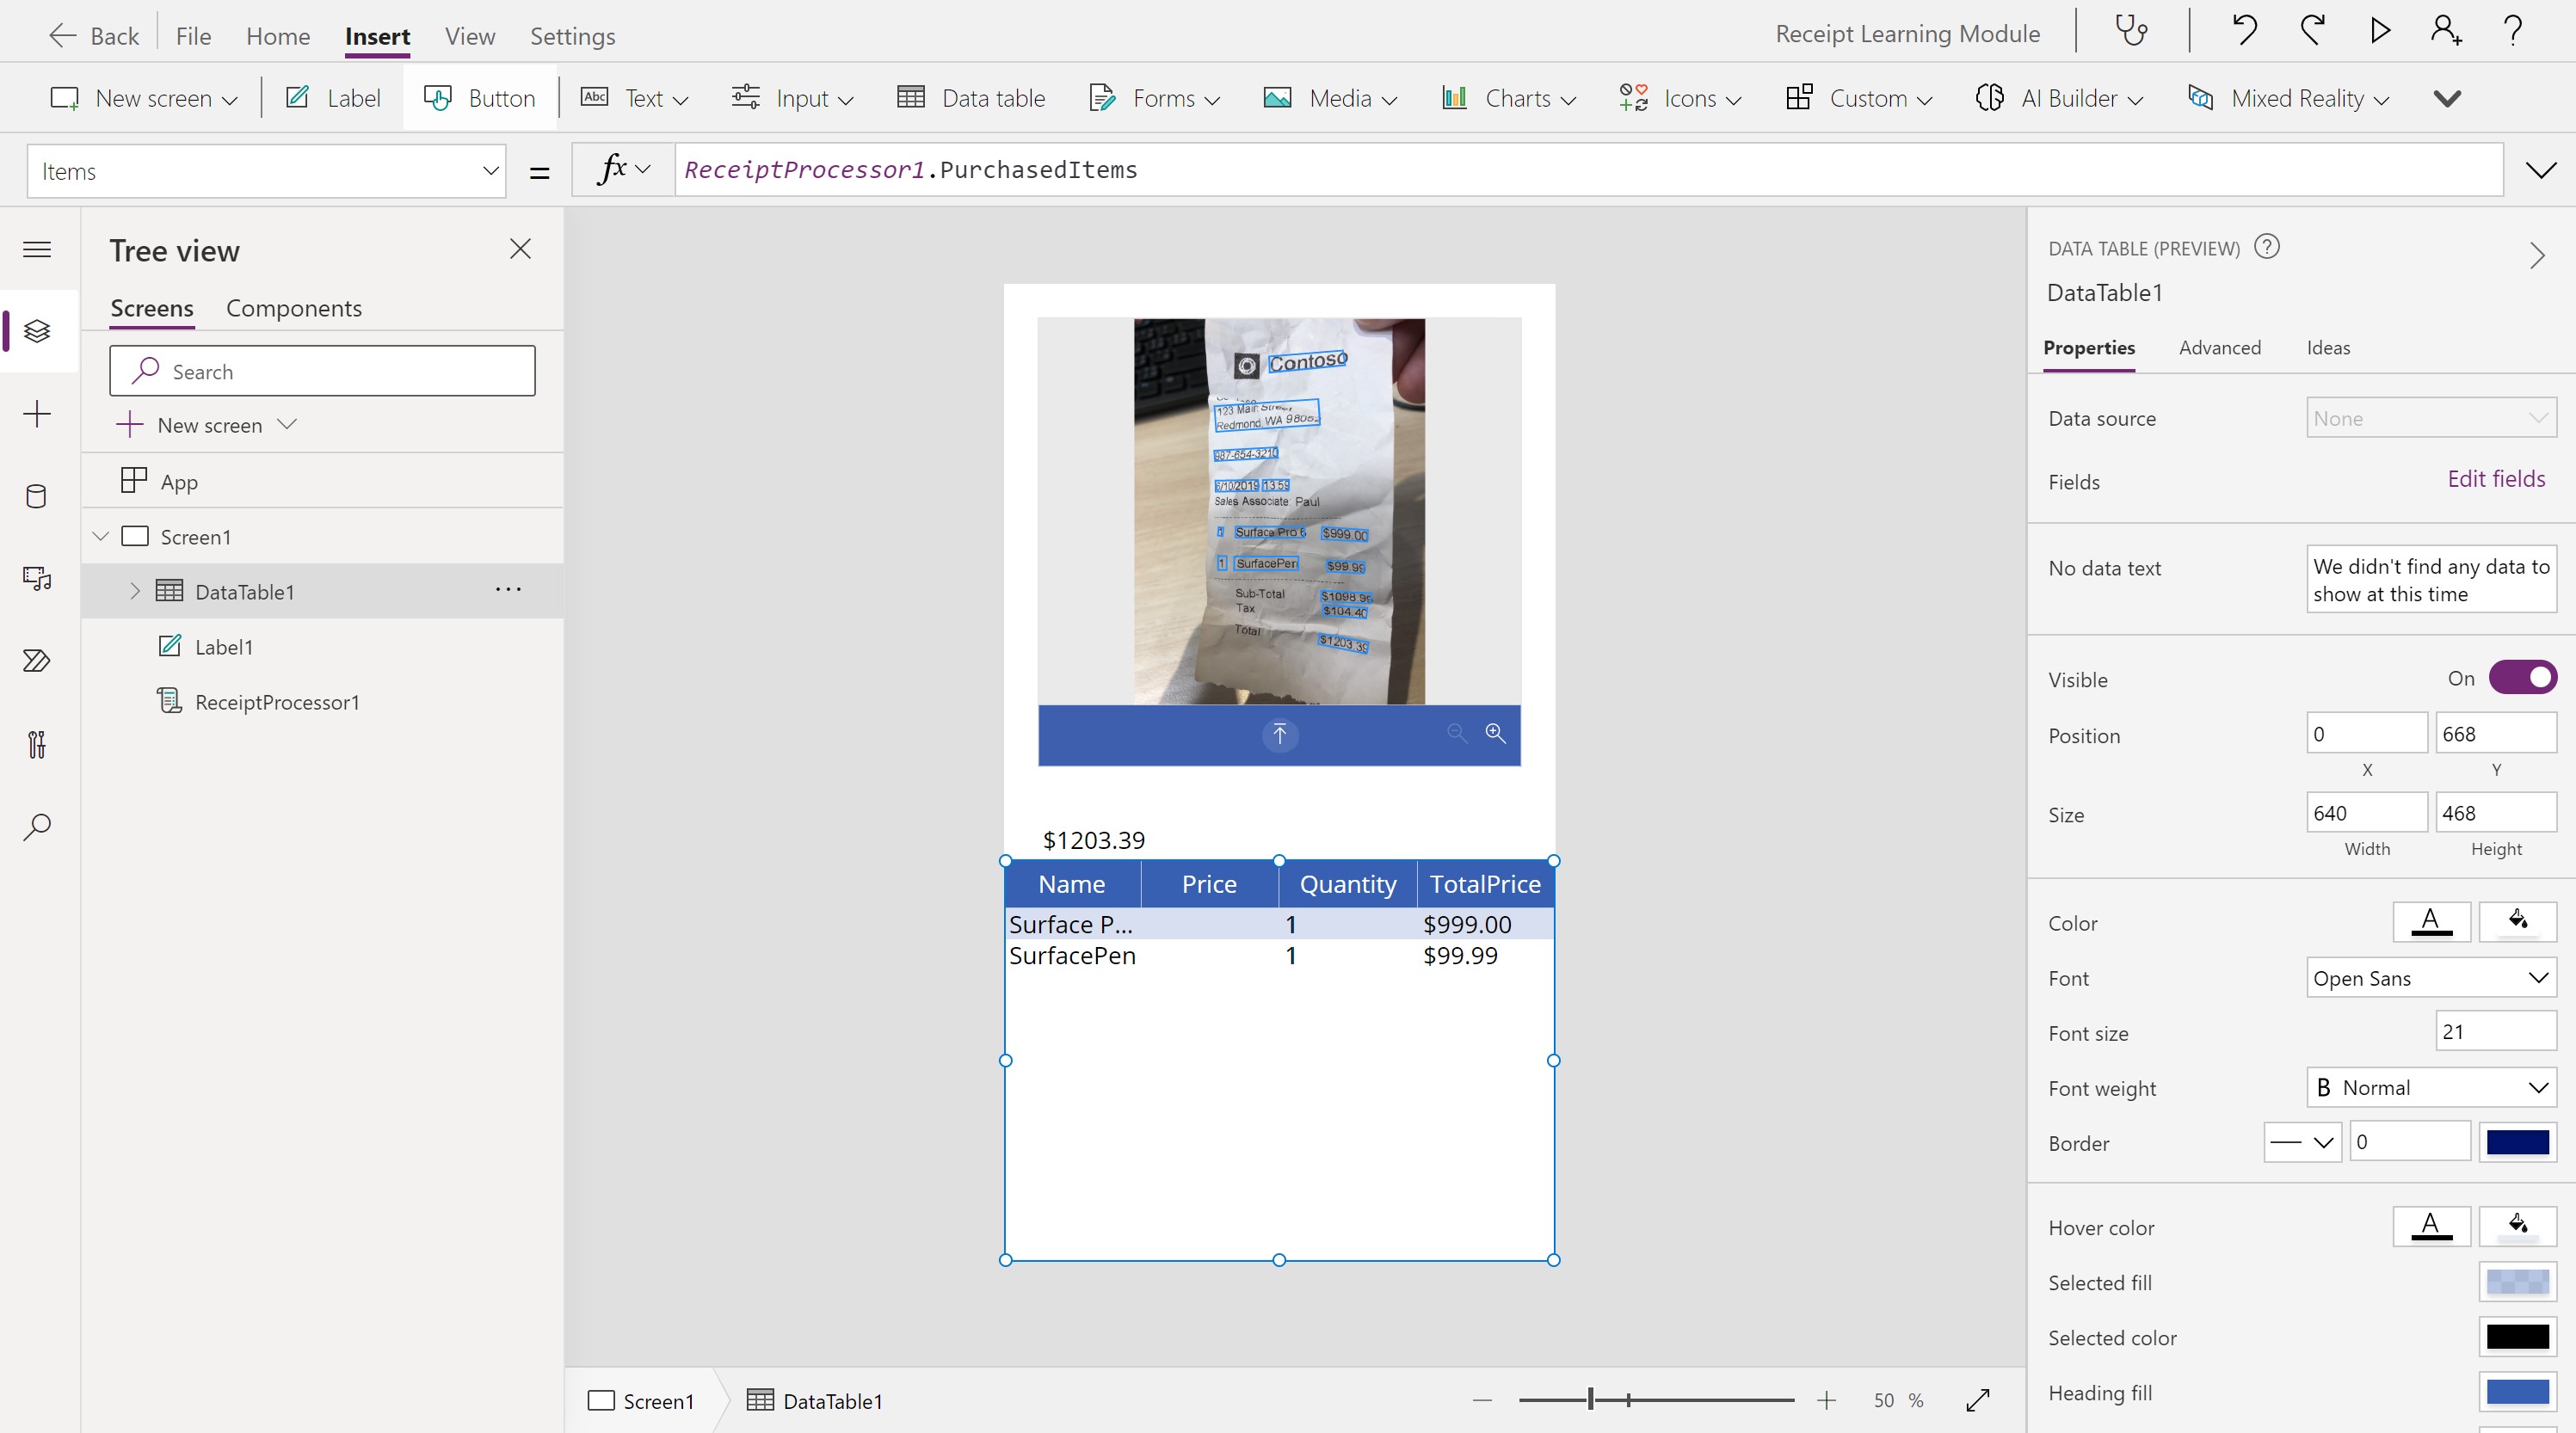 Back File Home Insert View Settings Receipt Learning Module
New screen Label Button Text Input Data table Forms Media Charts Icons Custom AI Builder Mixed Reality
Items = fx ReceiptProcessor1.PurchasedItems
Tree view
Screens Components
Search
New screen
App
Screen1
DataTable1 ...
Label1
ReceiptProcessor1
Contoso
123 Main Street
Redmond, WA 98052
987-654-3210
13:59
Sales Associate: Paul
Surface Pro 6 $999.00
1 SurfacePen $99.99
Sub-Total $1098.99
Tax $104.40
Total $1203.39
$1203.39
Name Price Quantity TotalPrice
Surface P... 1 $999.00
SurfacePen 1 $99.99
Screen1 DataTable1
50 %
DATA TABLE (PREVIEW) ?
DataTable1
Properties Advanced Ideas
Data source None
Fields Edit fields
No data text We didn't find any data to
show at this time
Visible On
Position 0 668
X Y
Size 640 468
Width Height
Color A
Font Open Sans
Font size 21
Font weight B Normal
Border 0
Hover color A
Selected fill
Selected color
Heading fill